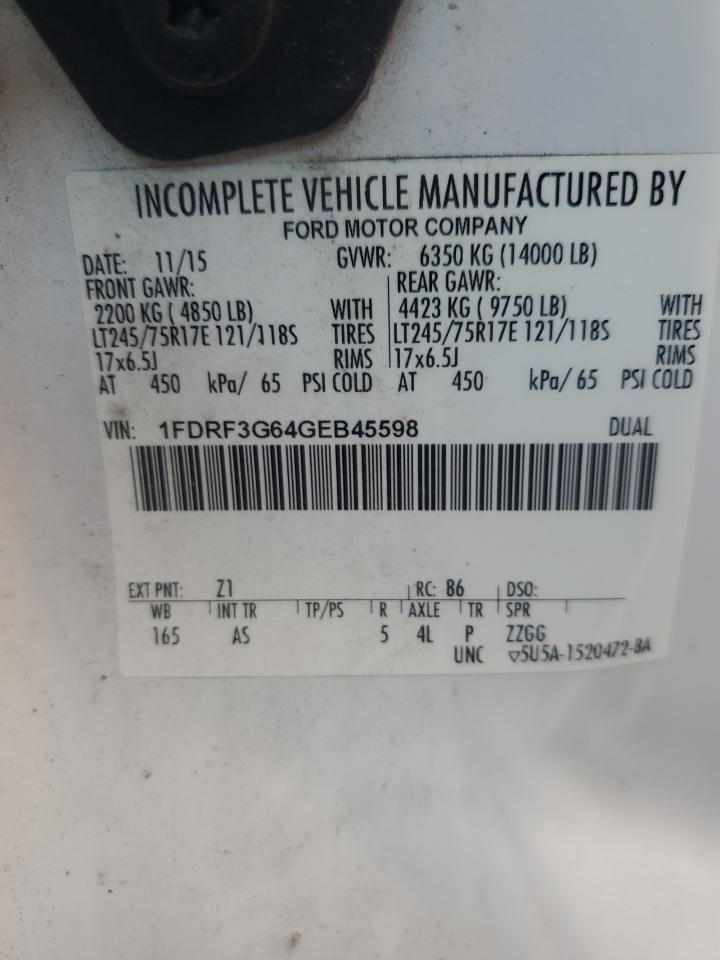 INCOMPLETE VEHICLE MANUFACTURED BY
FORD MOTOR COMPANY
DATE: 11/15 GVWR: 6350 KG (14000 LB)
FRONT GAWR: REAR GAWR:
2200 KG ( 4850 LB) WITH 4423 KG ( 9750 LB) WITH
LT245/75R17E 121/118S TIRES LT245/75R17E 121/118S TIRES
17x6.5J RIMS 17x6.5J RIMS
AT 450 kPa/ 65 PSI COLD AT 450 kPa/ 65 PSI COLD
VIN: 1FDRF3G64GEB45598 DUAL
EXT PNT: Z1 RC: 86 DSO:
WB INT TR TP/PS R AXLE TR SPR
165 AS 5 4L P ZZGG
UNC ▽5U5A-1520472-BA